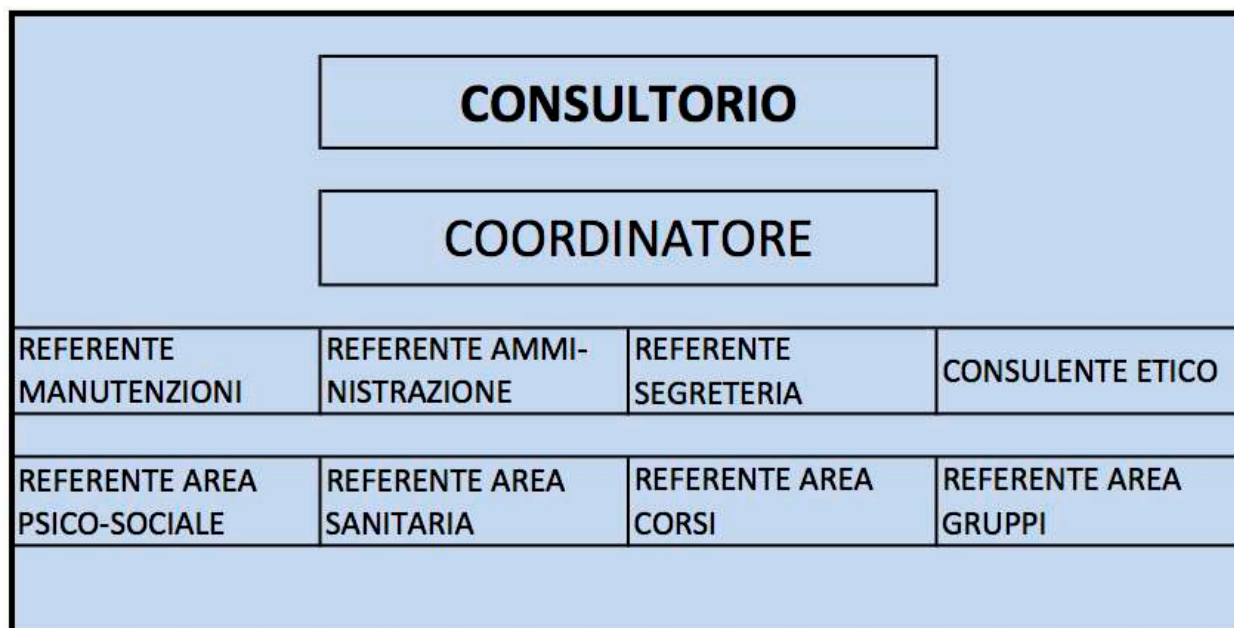 CONSULTORIO
COORDINATORE
REFERENTE
MANUTENZIONI
REFERENTE AMMI-
NISTRAZIONE
REFERENTE
SEGRETERIA
CONSULENTE ETICO
REFERENTE AREA
PSICO-SOCIALE
REFERENTE AREA
SANITARIA
REFERENTE AREA
CORSI
REFERENTE AREA
GRUPPI